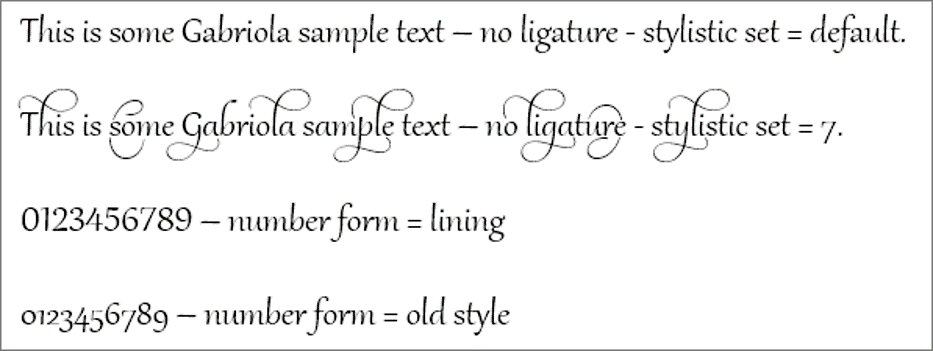 This is some Gabriola sample text – no ligature - stylistic set = default.
This is some Gabriola sample text – no ligature - stylistic set = 7.
0123456789 – number form = lining
0123456789 – number form = old style